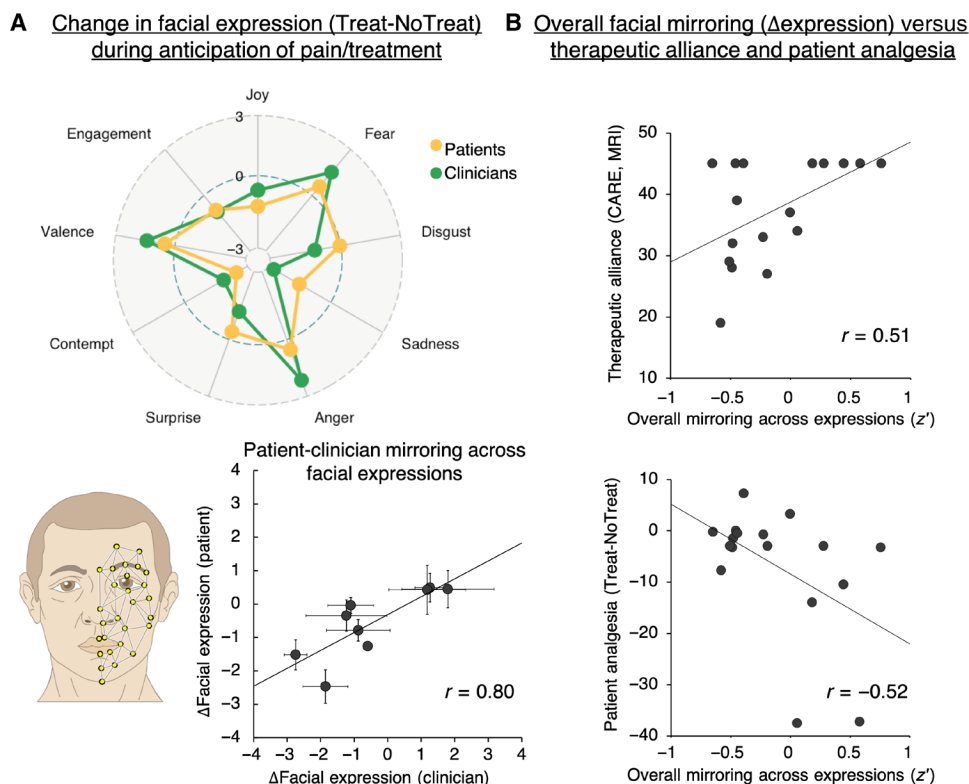 A
Change in facial expression (Treat-NoTreat)
during anticipation of pain/treatment
Joy
3
Engagement
Fear
Patients
Clinicians
0
Valence
Disgust
−3
Contempt
Sadness
Surprise
Anger
Patient-clinician mirroring across
facial expressions
ΔFacial expression (patient)
4
3
2
1
0
−1
−2
−3
−4
r = 0.80
−4 −3 −2 −1 0 1 2 3 4
ΔFacial expression (clinician)
B
Overall facial mirroring (Δexpression) versus
therapeutic alliance and patient analgesia
Therapeutic alliance (CARE, MRI)
50
40
30
20
10
r = 0.51
−1 −0.5 0 0.5 1
Overall mirroring across expressions (z′)
Patient analgesia (Treat-NoTreat)
10
0
−10
−20
−30
−40
r = −0.52
−1 −0.5 0 0.5 1
Overall mirroring across expressions (z′)